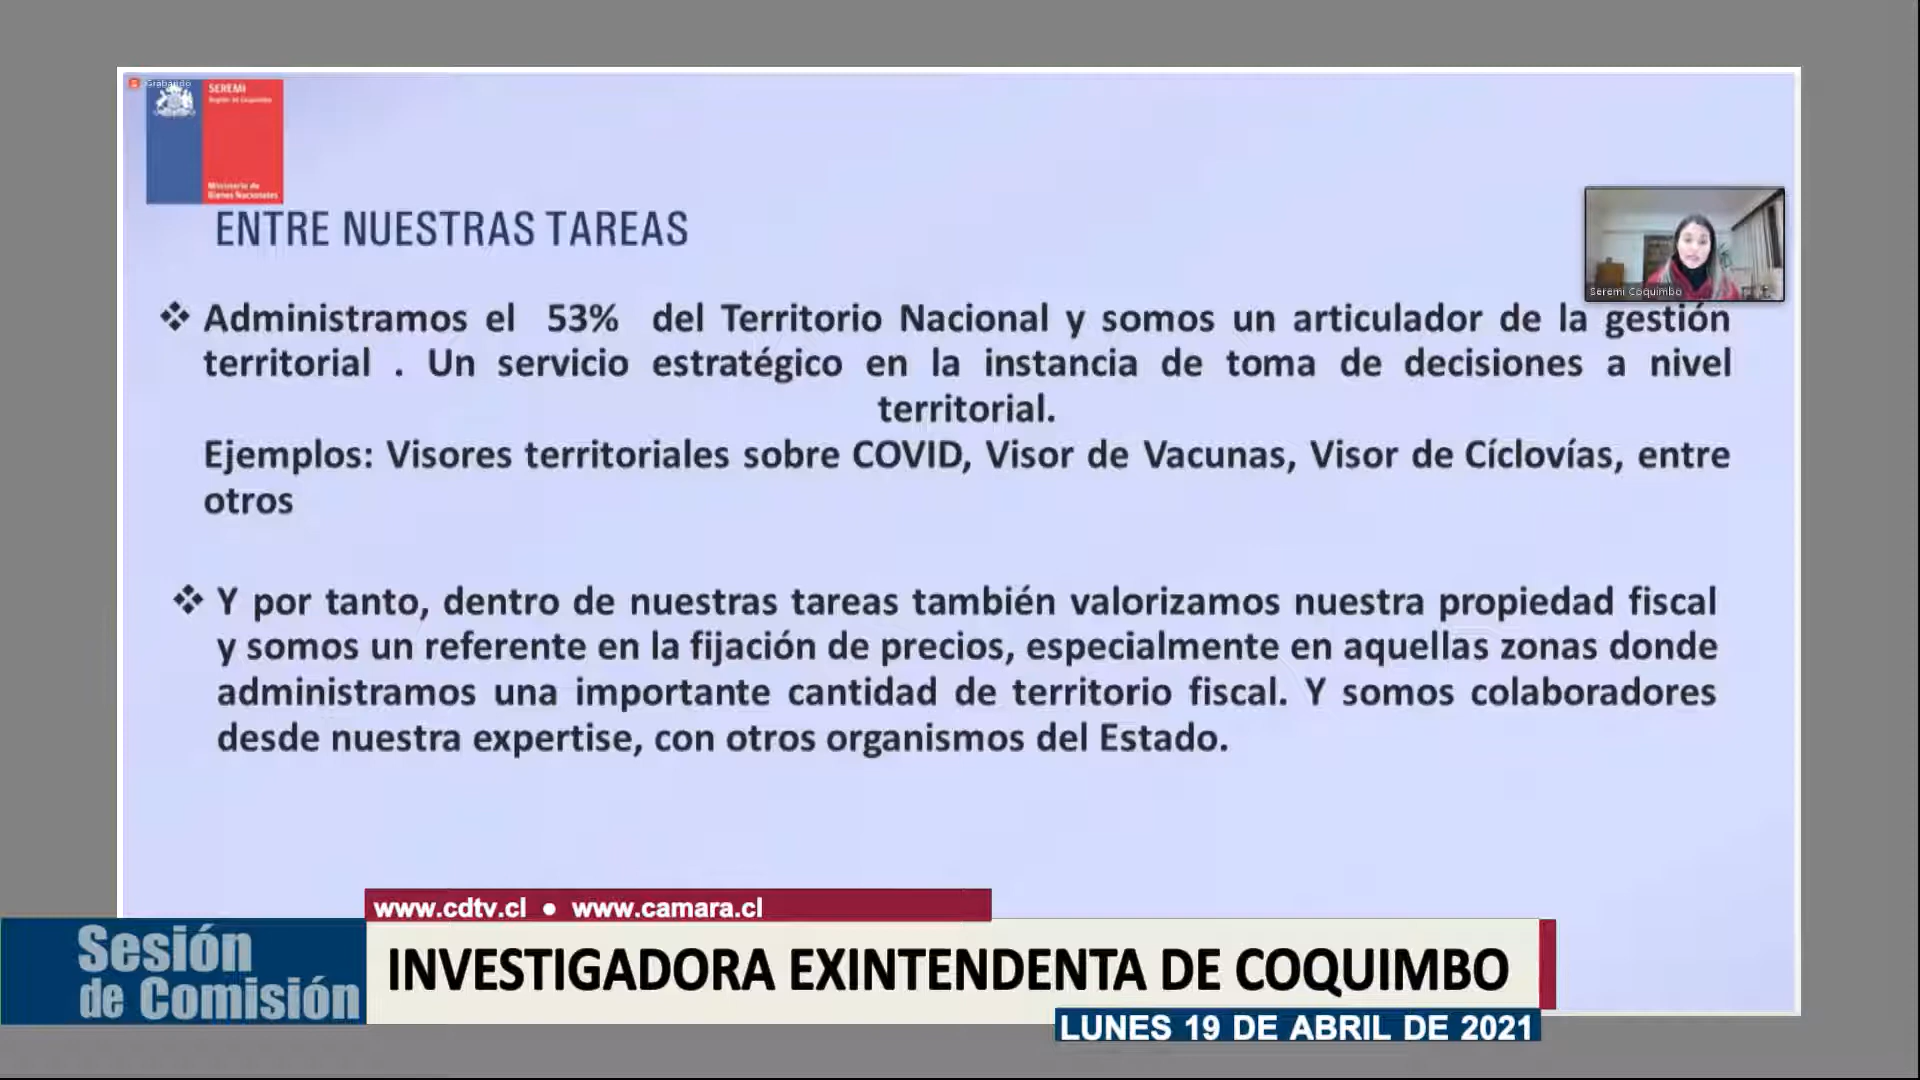 Grabando
SEREMI
Región de Coquimbo
Ministerio de
Bienes Nacionales
ENTRE NUESTRAS TAREAS
Seremi Coquimbo
❖ Administramos el 53% del Territorio Nacional y somos un articulador de la gestión
territorial . Un servicio estratégico en la instancia de toma de decisiones a nivel
territorial.
Ejemplos: Visores territoriales sobre COVID, Visor de Vacunas, Visor de Cíclovías, entre
otros
❖ Y por tanto, dentro de nuestras tareas también valorizamos nuestra propiedad fiscal
y somos un referente en la fijación de precios, especialmente en aquellas zonas donde
administramos una importante cantidad de territorio fiscal. Y somos colaboradores
desde nuestra expertise, con otros organismos del Estado.
www.cdtv.cl ● www.camara.cl
Sesión
de Comisión
INVESTIGADORA EXINTENDENTA DE COQUIMBO
LUNES 19 DE ABRIL DE 2021